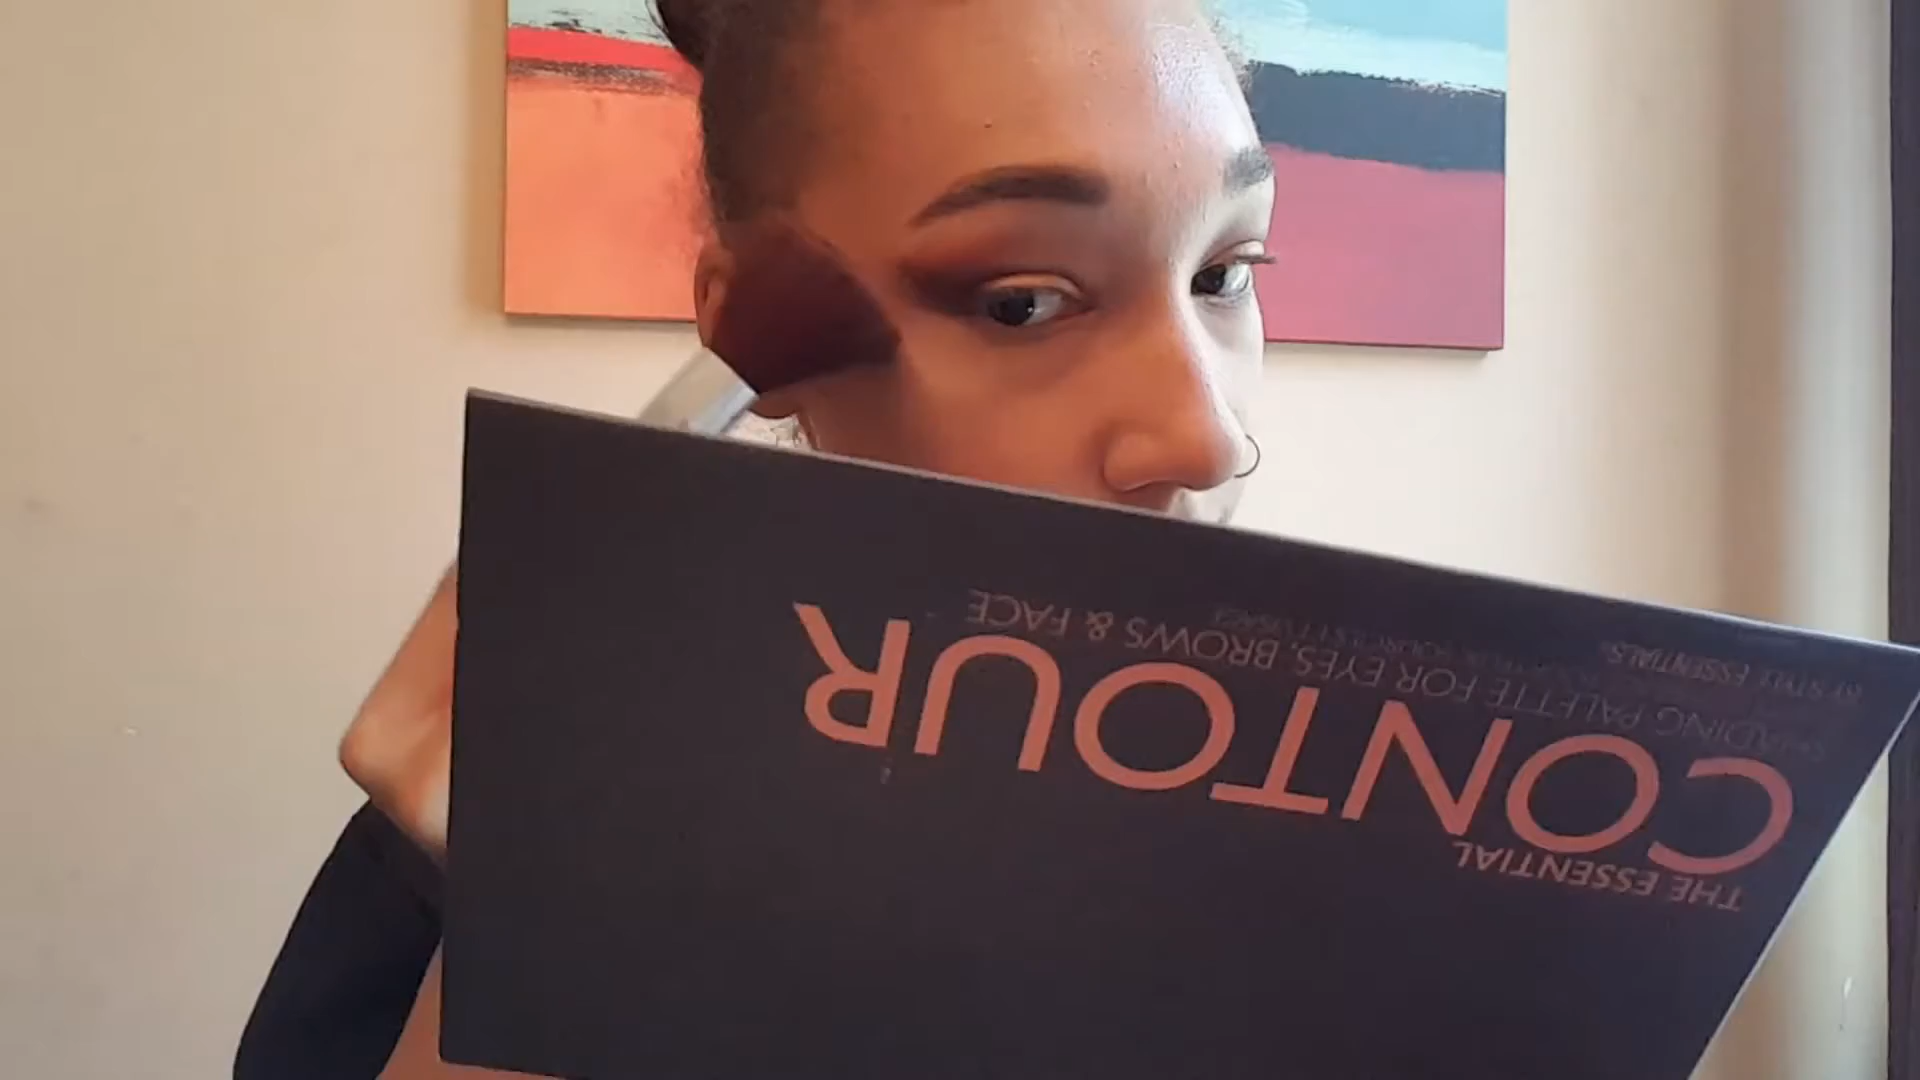 THE ESSENTIAL
CONTOUR
SHADING PALETTE FOR EYES, BROWS & FACE
BY STYLE ESSENTIALS